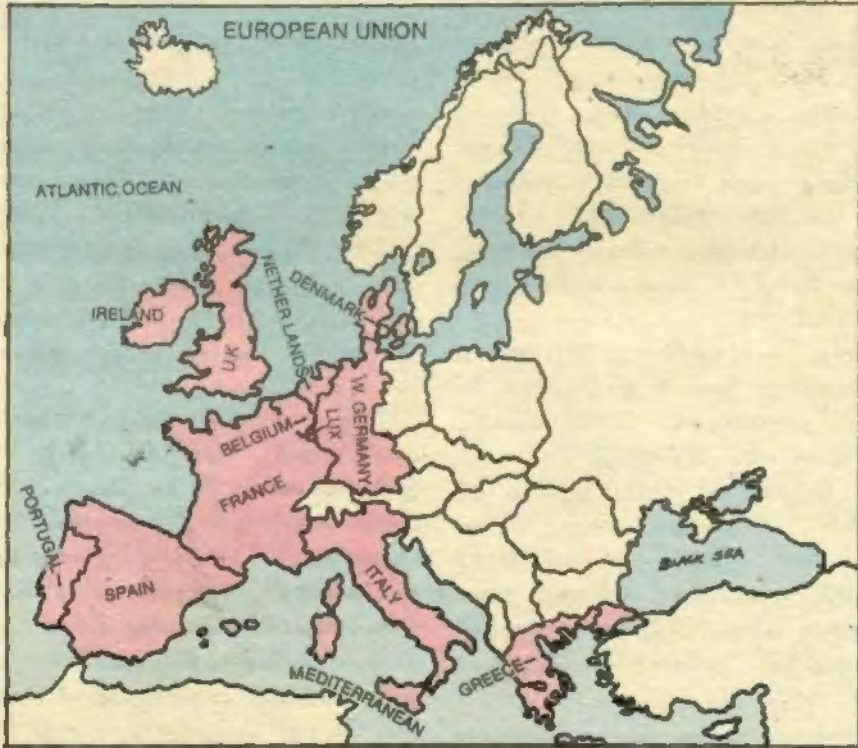 EUROPEAN UNION
ATLANTIC OCEAN
IRELAND
U.K
NETHER LANDS
DENMARK
W. GERMANY
LUX
BELGIUM
FRANCE
PORTUGAL
SPAIN
ITALY
BLACK SEA
GREECE
MEDITERRANEAN